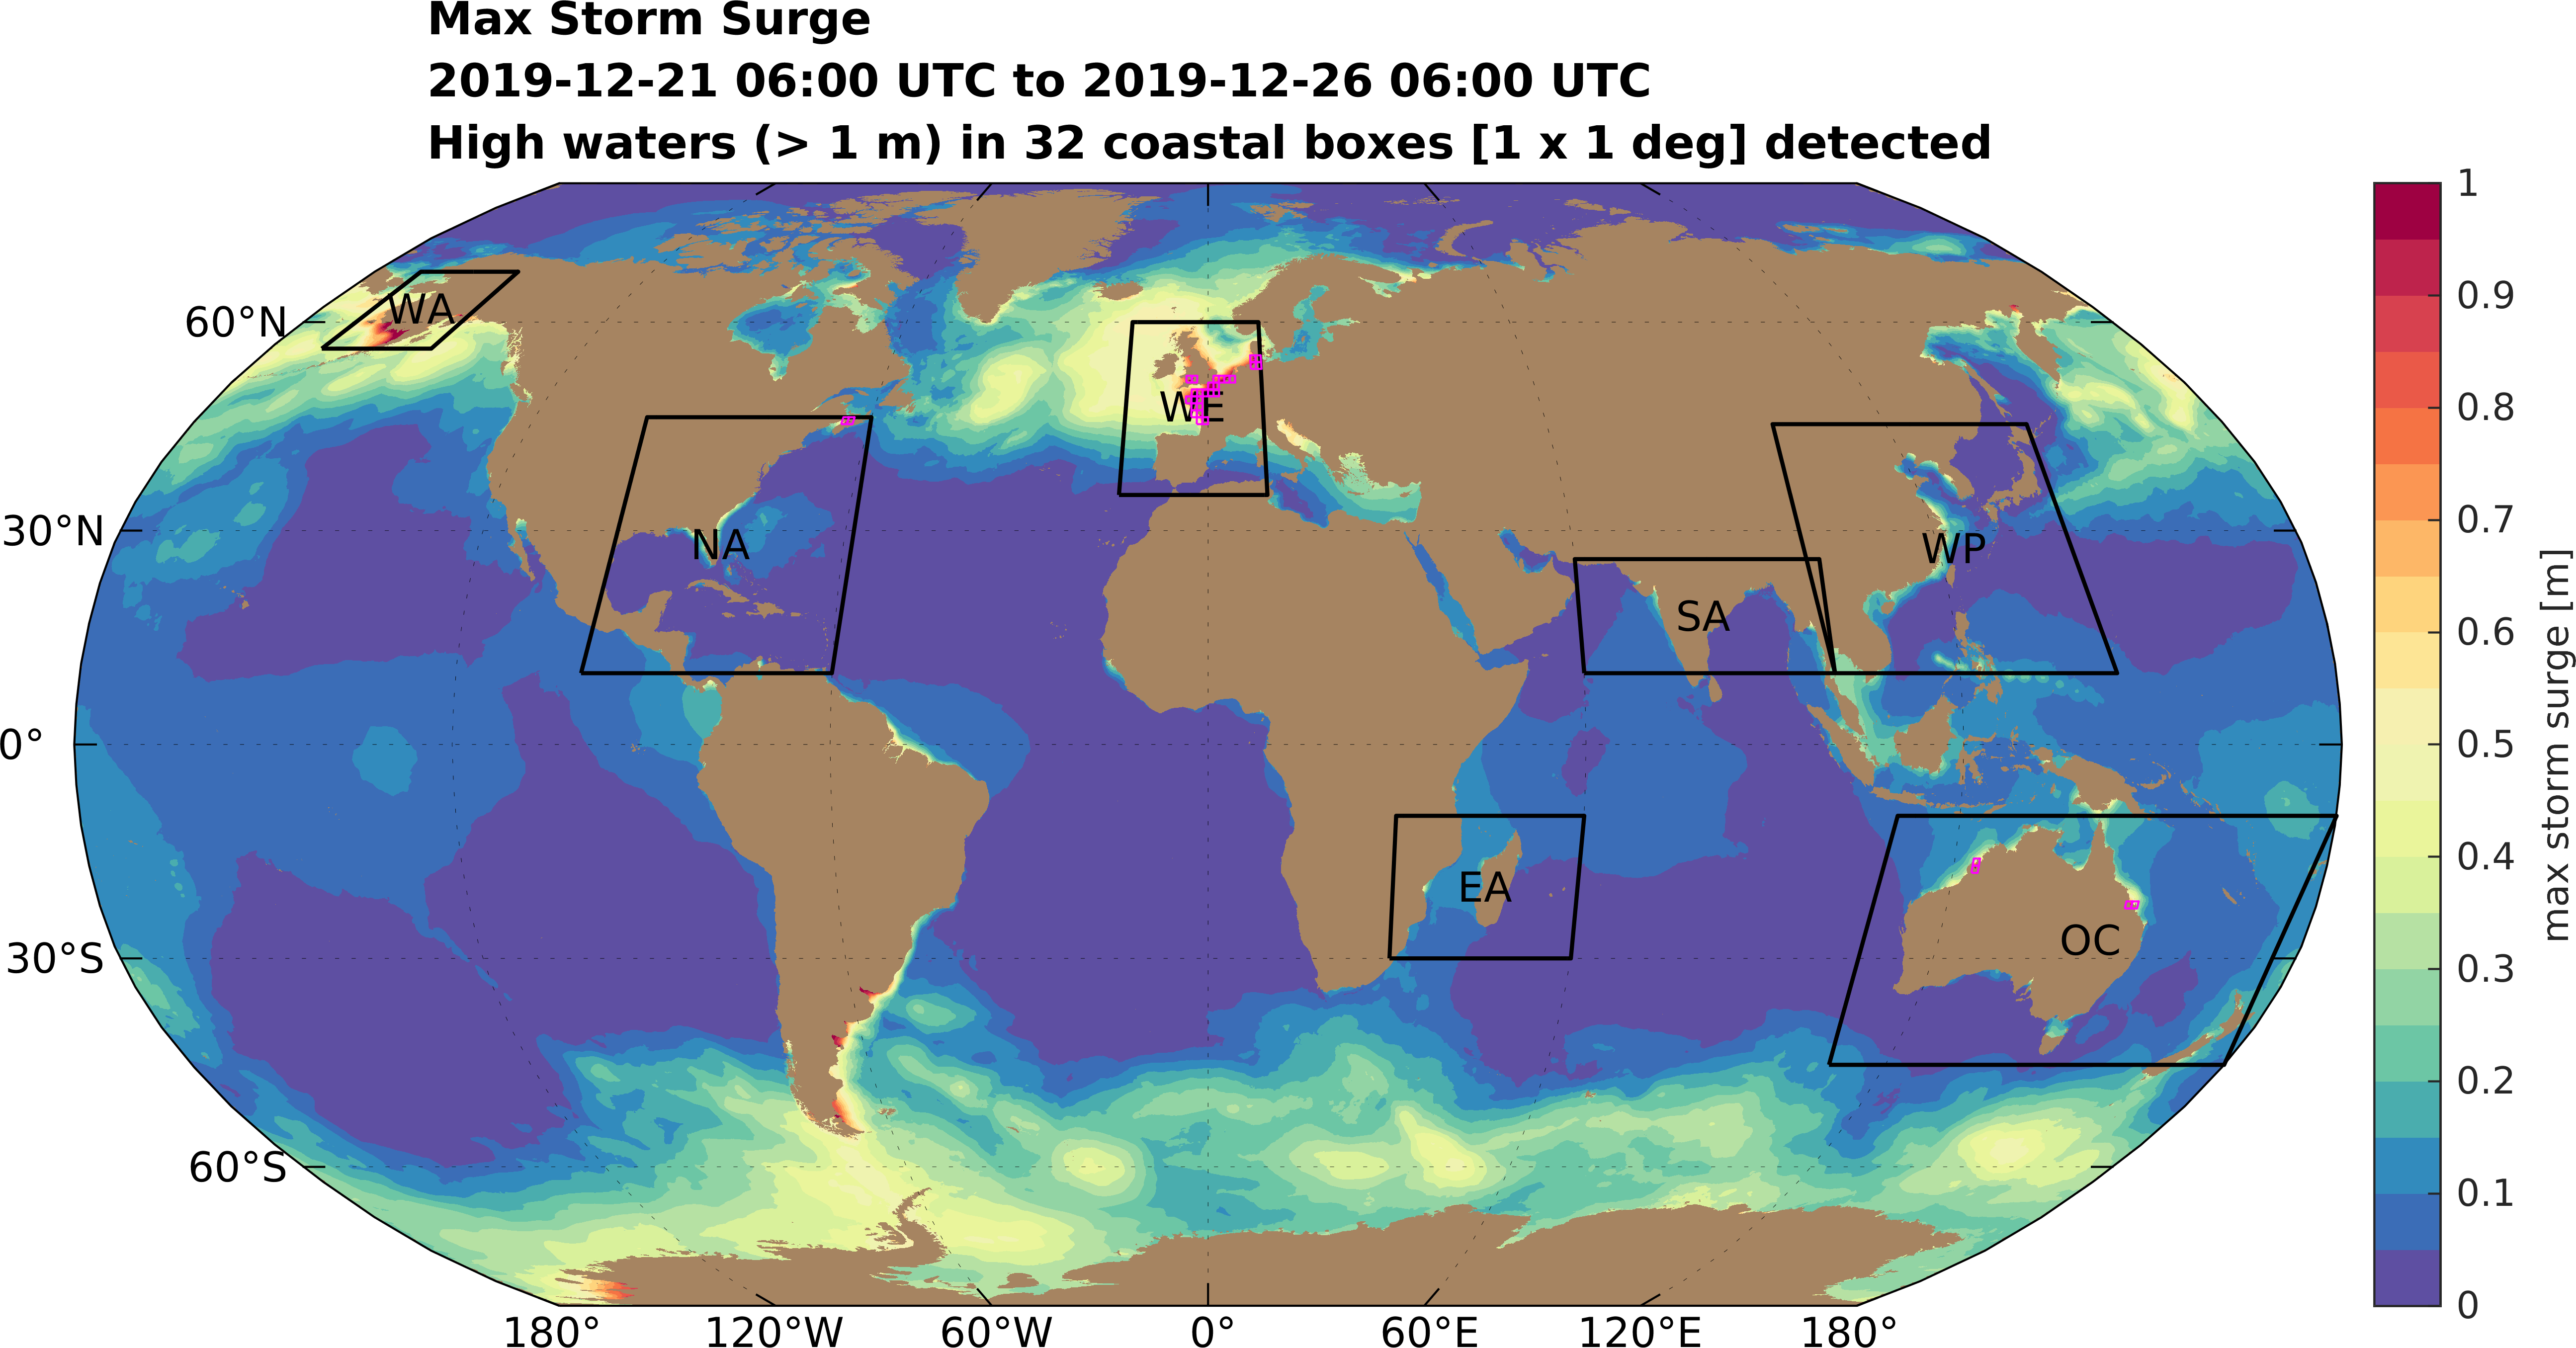 Max Storm Surge
2019-12-21 06:00 UTC to 2019-12-26 06:00 UTC
High waters (> 1 m) in 32 coastal boxes [1 x 1 deg] detected
60°N
30°N
0°
30°S
60°S
WA
NA
WE
SA
WP
EA
OC
180°
120°W
60°W
0°
60°E
120°E
180°
1
0.9
0.8
0.7
0.6
0.5
0.4
0.3
0.2
0.1
0
max storm surge [m]